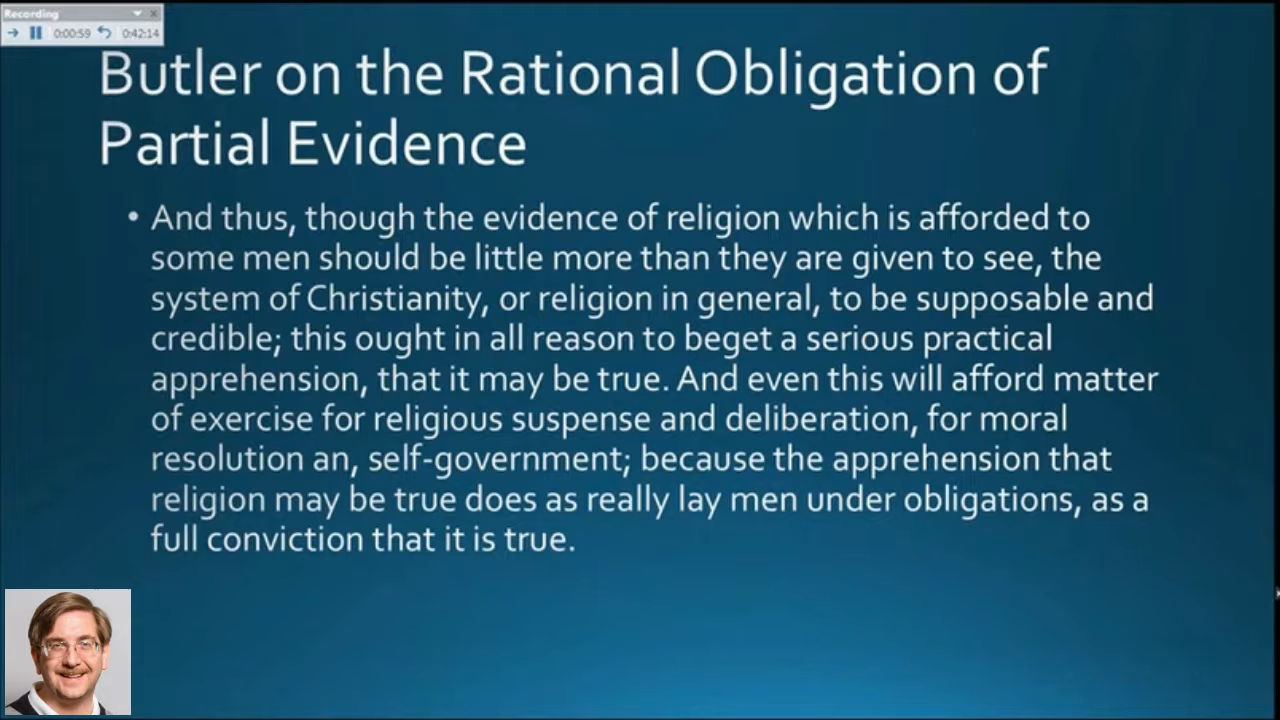 Recording
0:00:59 0:42:14
Butler on the Rational Obligation of
Partial Evidence
• And thus, though the evidence of religion which is afforded to
some men should be little more than they are given to see, the
system of Christianity, or religion in general, to be supposable and
credible; this ought in all reason to beget a serious practical
apprehension, that it may be true. And even this will afford matter
of exercise for religious suspense and deliberation, for moral
resolution an, self-government; because the apprehension that
religion may be true does as really lay men under obligations, as a
full conviction that it is true.